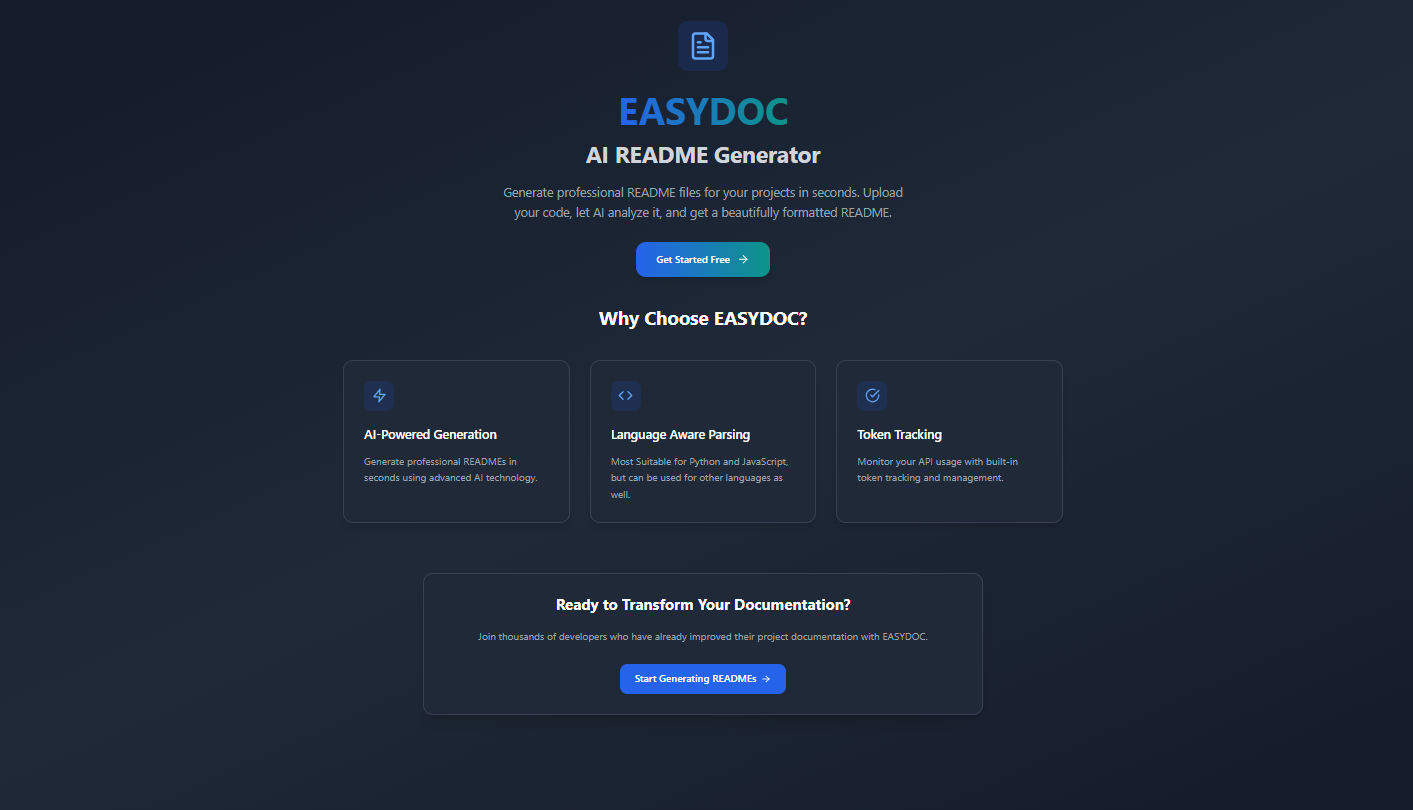 EASYDOC
AI README Generator
Generate professional README files for your projects in seconds. Upload
your code, let AI analyze it, and get a beautifully formatted README.
Get Started Free
Why Choose EASYDOC?
AI-Powered Generation
Generate professional READMEs in
seconds using advanced AI technology.
Language Aware Parsing
Most Suitable for Python and JavaScript,
but can be used for other languages as
well.
Token Tracking
Monitor your API usage with built-in
token tracking and management.
Ready to Transform Your Documentation?
Join thousands of developers who have already improved their project documentation with EASYDOC.
Start Generating READMEs